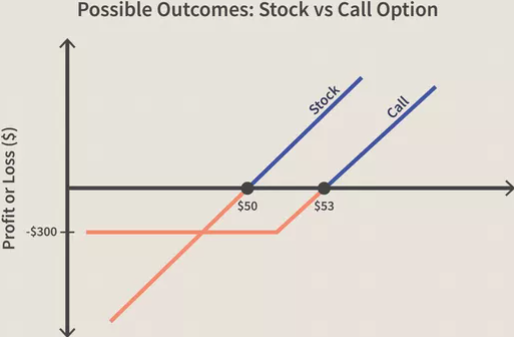 Possible Outcomes: Stock vs Call Option
Profit or Loss ($)
Stock
Call
$50
$53
-$300